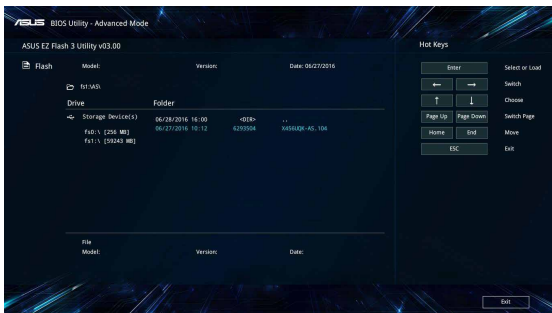 ASUS BIOS Utility - Advanced Mode
ASUS EZ Flash 3 Utility v03.00
Hot Keys
Flash
Model: Version: Date: 06/27/2016
fs1:\AS\
Drive Folder
Storage Device(s)
fs0:\ [256 MB]
fs1:\ [59243 MB]
06/28/2016 16:00 <DIR> ..
06/27/2016 10:12 6293504 X456UQK-AS.104
File
Model: Version: Date:
Enter Select or Load
← → Switch
↑ ↓ Choose
Page Up Page Down Switch Page
Home End Move
ESC Exit
Exit